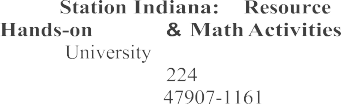 Station Indiana: Resource
Hands-on & Math Activities
University
224
47907-1161